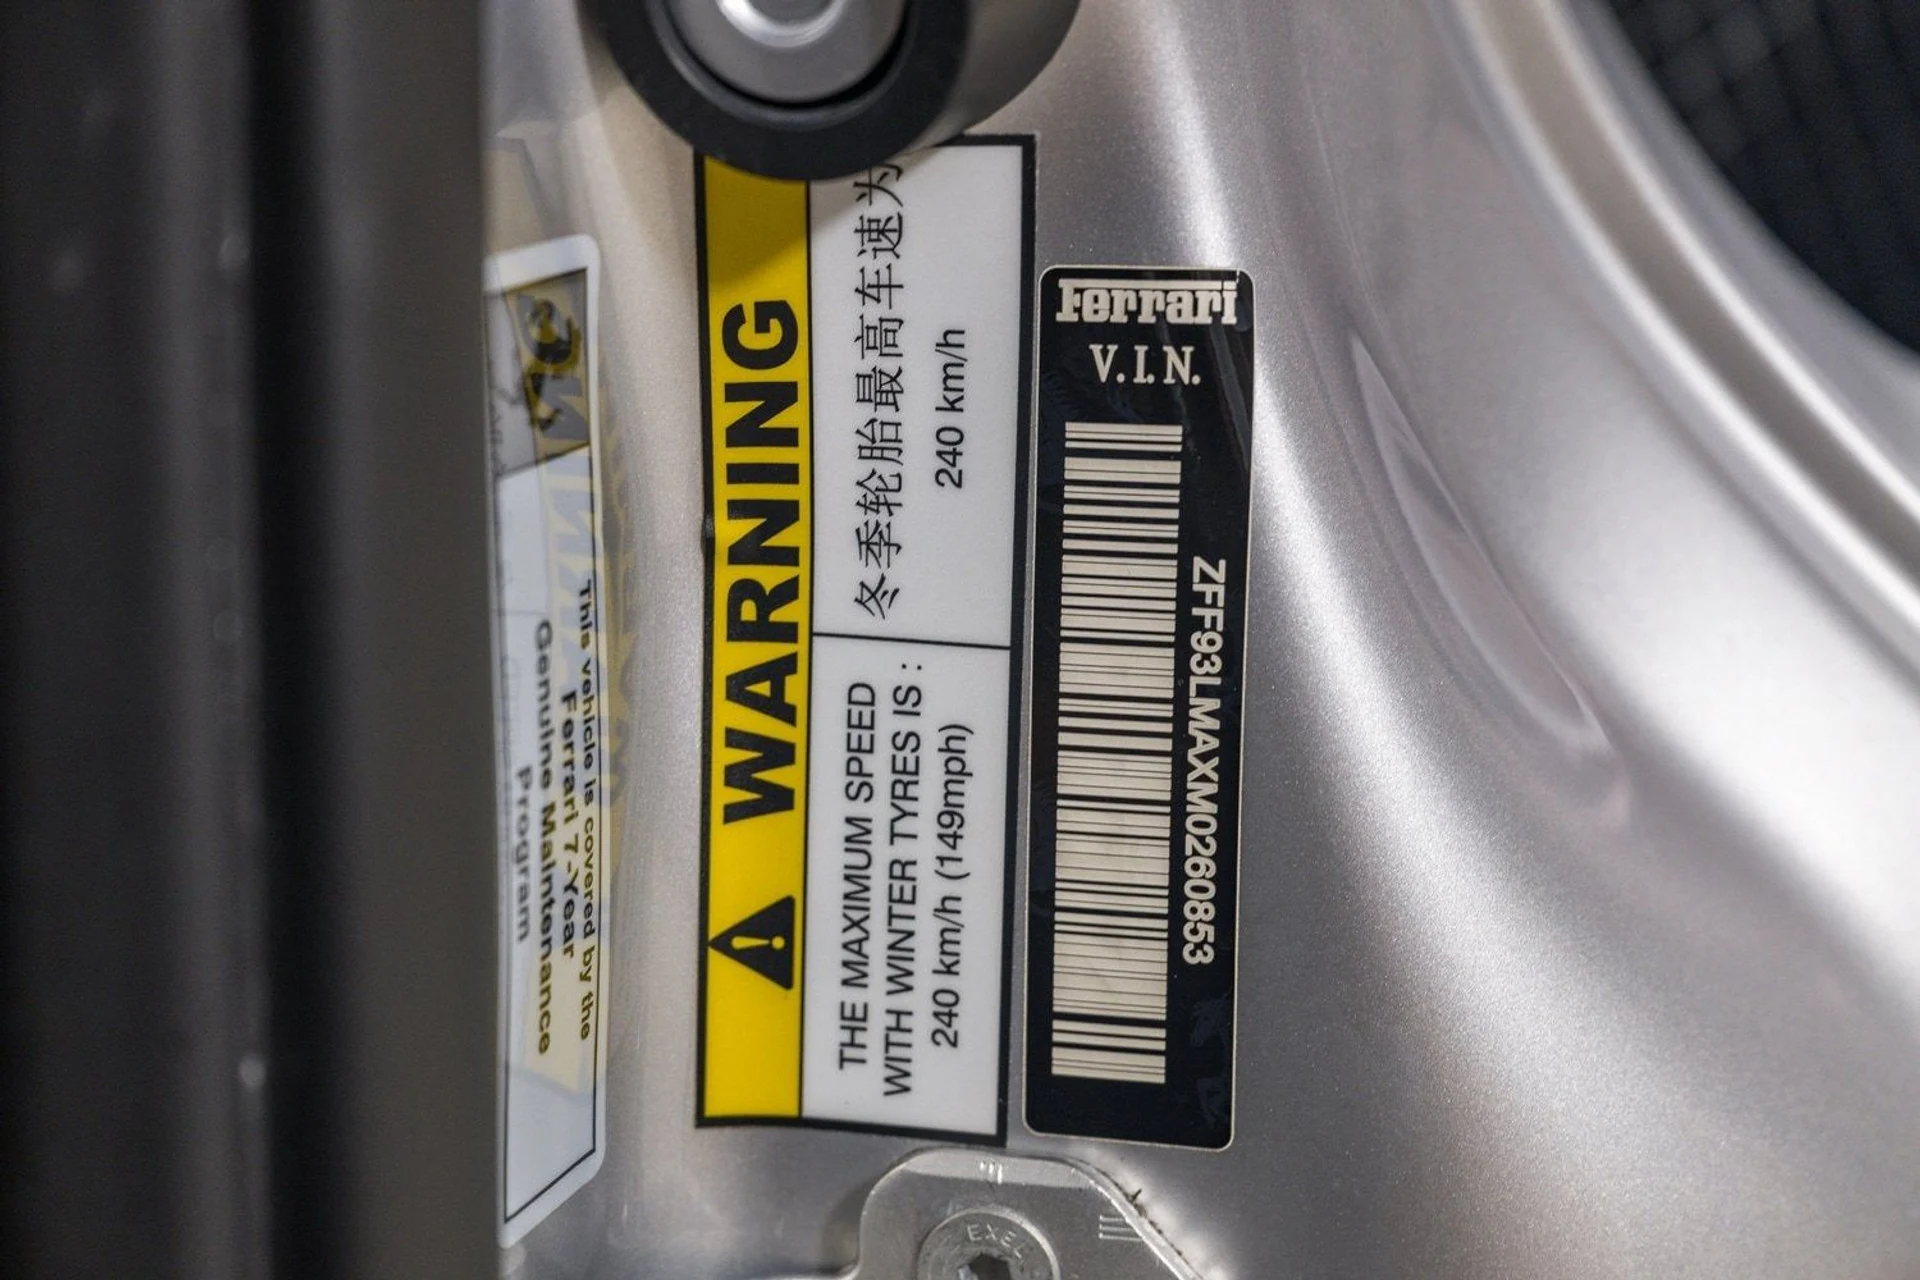 This vehicle is covered by the
Ferrari 7-Year
Genuine Maintenance
Program
WARNING
冬季轮胎最高车速为
240 km/h
THE MAXIMUM SPEED
WITH WINTER TYRES IS :
240 km/h (149mph)
Ferrari
V.I.N.
ZFF93LMAXM0260853